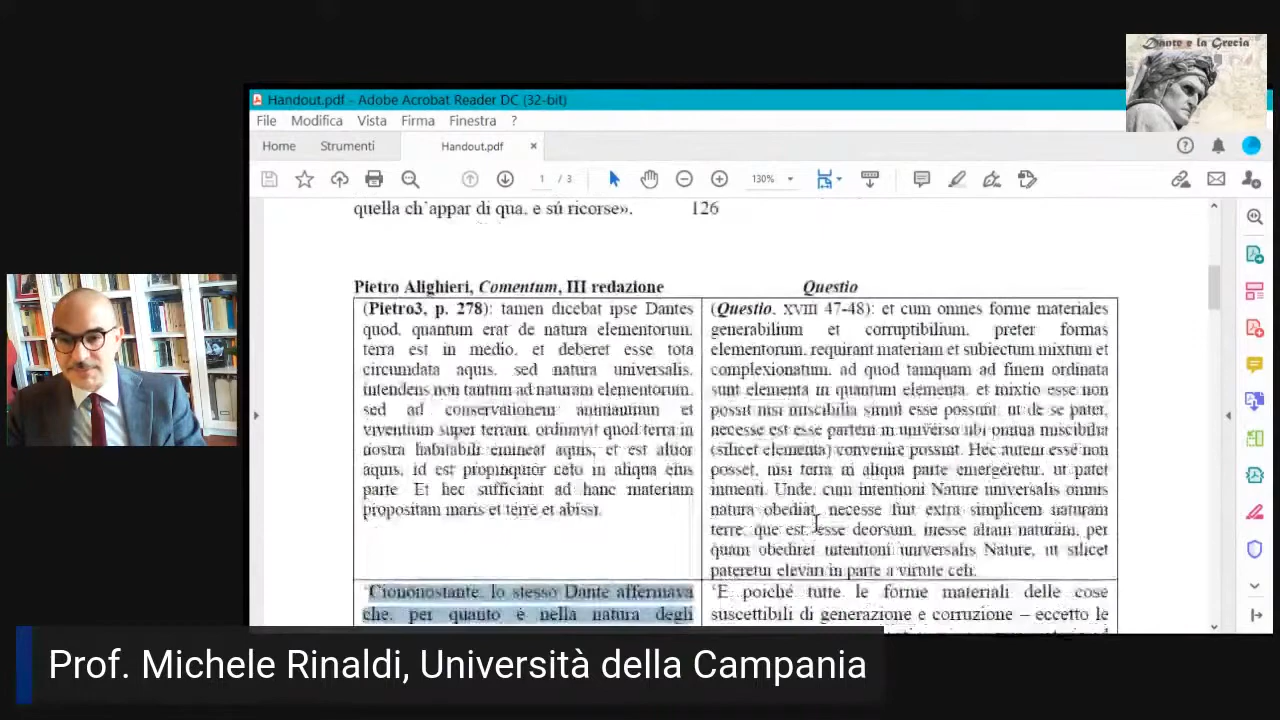 Dante e la Grecia
Handout.pdf - Adobe Acrobat Reader DC (32-bit)
File Modifica Vista Firma Finestra ?
Home Strumenti Handout.pdf ×
1 / 3 130%
quella ch'appar di qua, e sú ricorse». 126
Pietro Alighieri, Comentum, III redazione
Questio
(Pietro3, p. 278): tamen dicebat ipse Dantes
quod, quantum erat de natura elementorum,
terra est in medio, et deberet esse tota
circumdata aquis, sed natura universalis,
intendens non tantum ad naturam elementorum,
sed ad conservationem animantium et
viventium super terram, ordinavit quod terra in
nostra habitabili emineat aquis, et est altior
aquis, id est propinquior celo in aliqua eius
parte. Et hec sufficiant ad hanc materiam
propositam maris et terre et abissi.
(Questio, XVIII 47-48): et cum omnes forme materiales
generabilium et corruptibilium, preter formas
elementorum, requirant materiam et subiectum mixtum et
complexionatum, ad quod tamquam ad finem ordinata
sunt elementa in quantum elementa, et mixtio esse non
possit nisi miscibilia simul esse possint, ut de se patet,
necesse est esse partem in universo ubi omnia miscibilia
(silicet elementa) convenire possint. Hec autem esse non
posset, nisi terra in aliqua parte emergeretur, ut patet
intuenti. Unde, cum intentioni Nature universalis omnis
natura obediat, necesse fuit extra simplicem naturam
terre, que est esse deorsum, inesse aliam naturam, per
quam obediret intentioni universalis Nature, ut silicet
pateretur elevari in parte a virtute celi.
'Ciononostante, lo stesso Dante affermava
che, per quanto è nella natura degli
'E poiché tutte le forme materiali delle cose
suscettibili di generazione e corruzione – eccetto le
Prof. Michele Rinaldi, Università della Campania